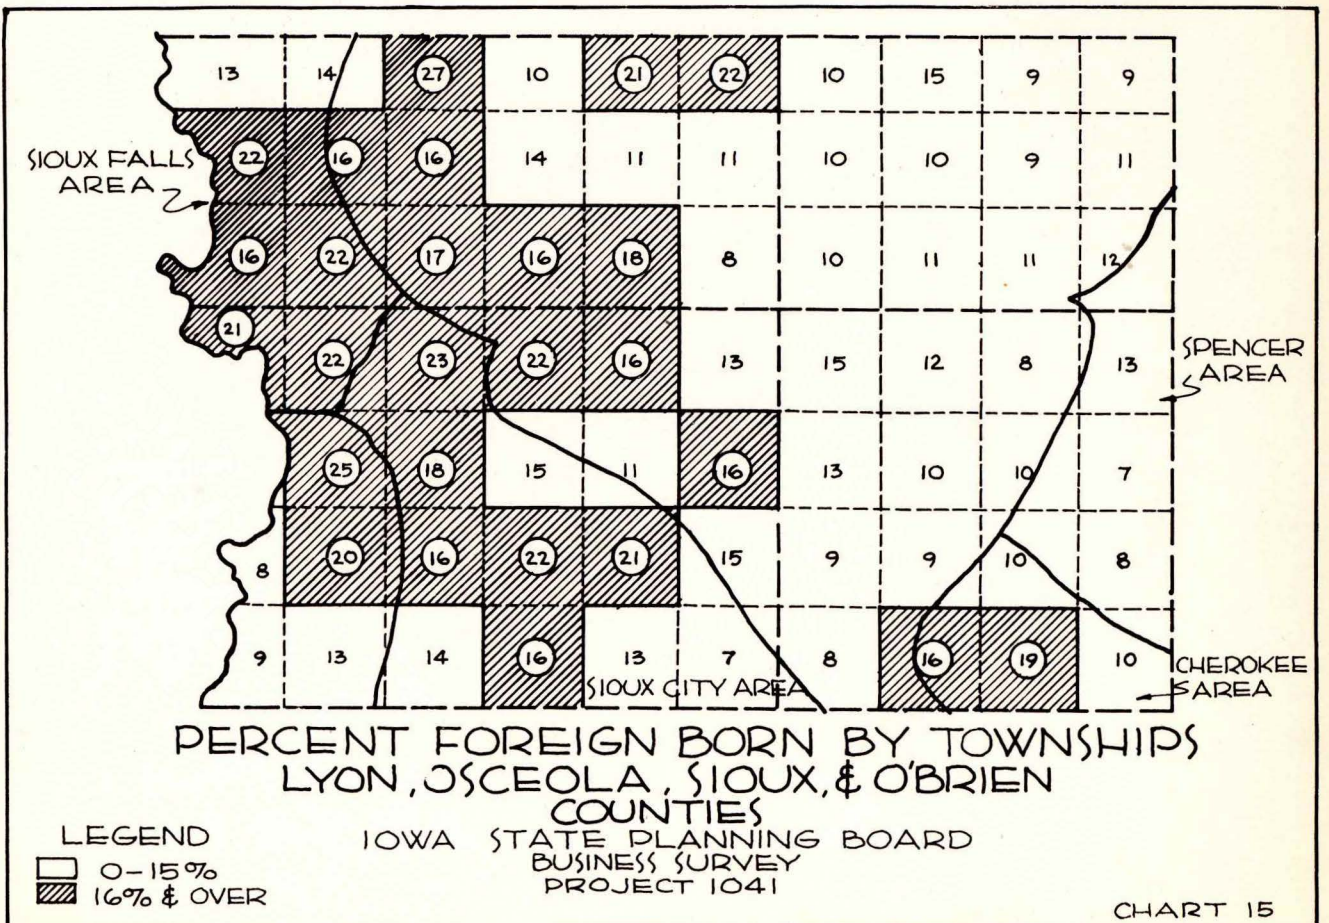 13 14 27 10 21 22 10 15 9 9
SIOUX FALLS
AREA
22 16 16 14 11 11 10 10 9 11
16 22 17 16 18 8 10 11 11 12
21
22 23 22 16 13 15 12 8 13
SPENCER
AREA
25 18 15 11 16 13 10 10 7
8 20 16 22 21 15 9 9 10 8
9 13 14 16 13 7 8 16 19 10
SIOUX CITY AREA
CHEROKEE
AREA
PERCENT FOREIGN BORN BY TOWNSHIPS
LYON, OSCEOLA, SIOUX, & O'BRIEN
COUNTIES
IOWA STATE PLANNING BOARD
BUSINESS SURVEY
PROJECT 1041
LEGEND
0-15%
16% & OVER
CHART 15